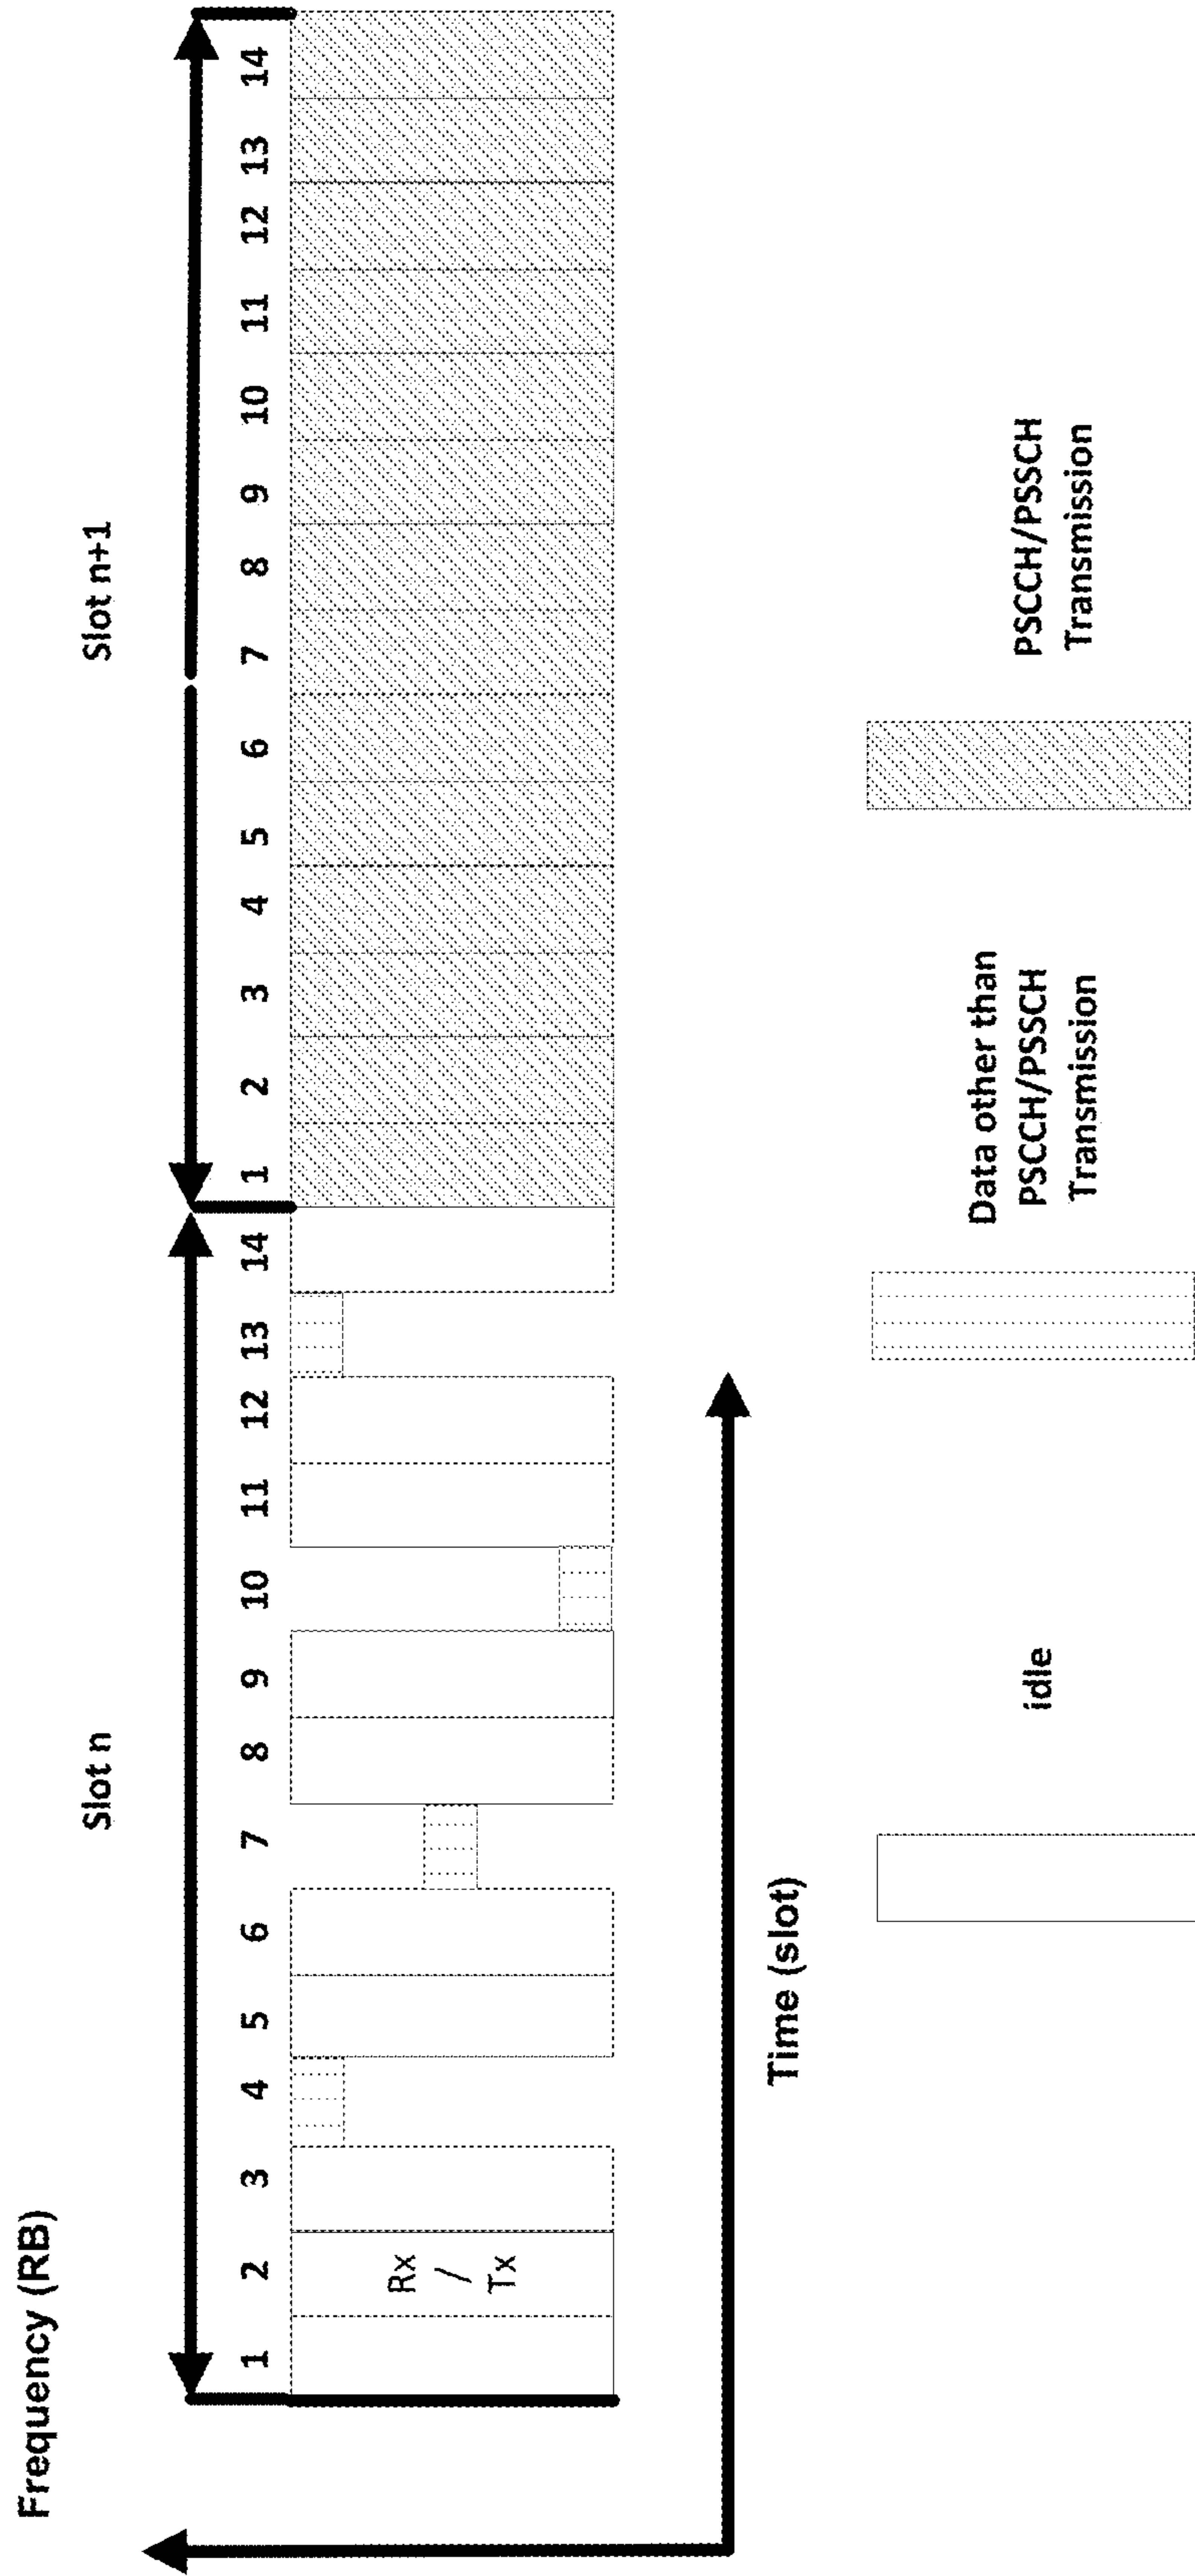 Frequency (RB)
Slot n
Slot n+1
1 2 3 4 5 6 7 8 9 10 11 12 13 14 1 2 3 4 5 6 7 8 9 10 11 12 13 14
Rx
/
Tx
Time (slot)
idle
Data other than
PSCCH/PSSCH
Transmission
PSCCH/PSSCH
Transmission